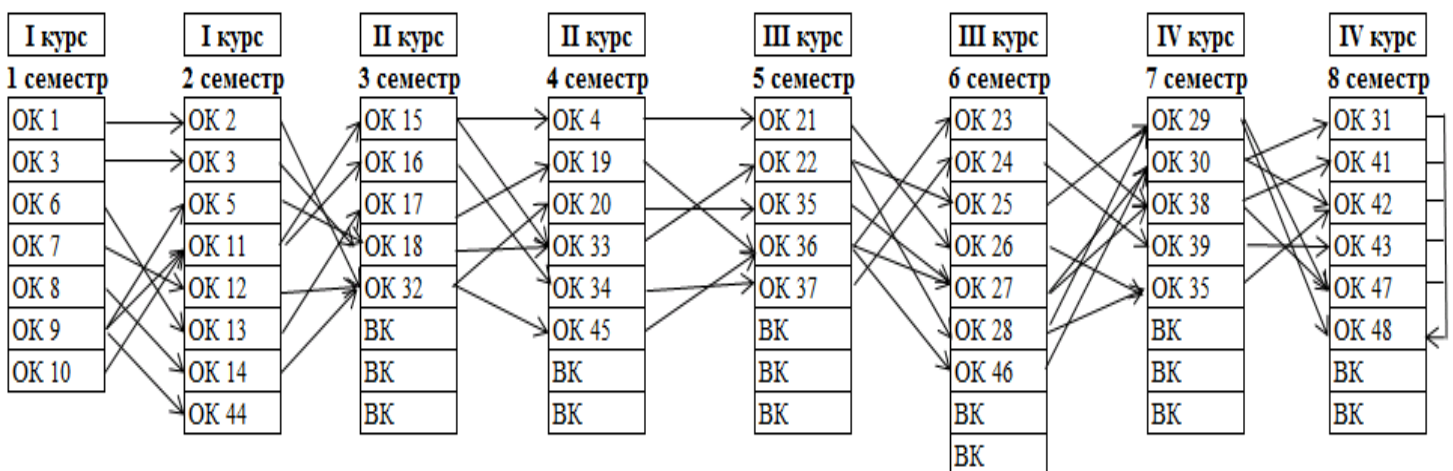 I курс
1 семестр
ОК 1
ОК 3
ОК 6
ОК 7
ОК 8
ОК 9
ОК 10
I курс
2 семестр
ОК 2
ОК 3
ОК 5
ОК 11
ОК 12
ОК 13
ОК 14
ОК 44
II курс
3 семестр
ОК 15
ОК 16
ОК 17
ОК 18
ОК 32
ВК
ВК
ВК
II курс
4 семестр
ОК 4
ОК 19
ОК 20
ОК 33
ОК 34
ОК 45
ВК
ВК
III курс
5 семестр
ОК 21
ОК 22
ОК 35
ОК 36
ОК 37
ВК
ВК
ВК
III курс
6 семестр
ОК 23
ОК 24
ОК 25
ОК 26
ОК 27
ОК 28
ОК 46
ВК
ВК
IV курс
7 семестр
ОК 29
ОК 30
ОК 38
ОК 39
ОК 35
ВК
ВК
ВК
IV курс
8 семестр
ОК 31
ОК 41
ОК 42
ОК 43
ОК 47
ОК 48
ВК
ВК